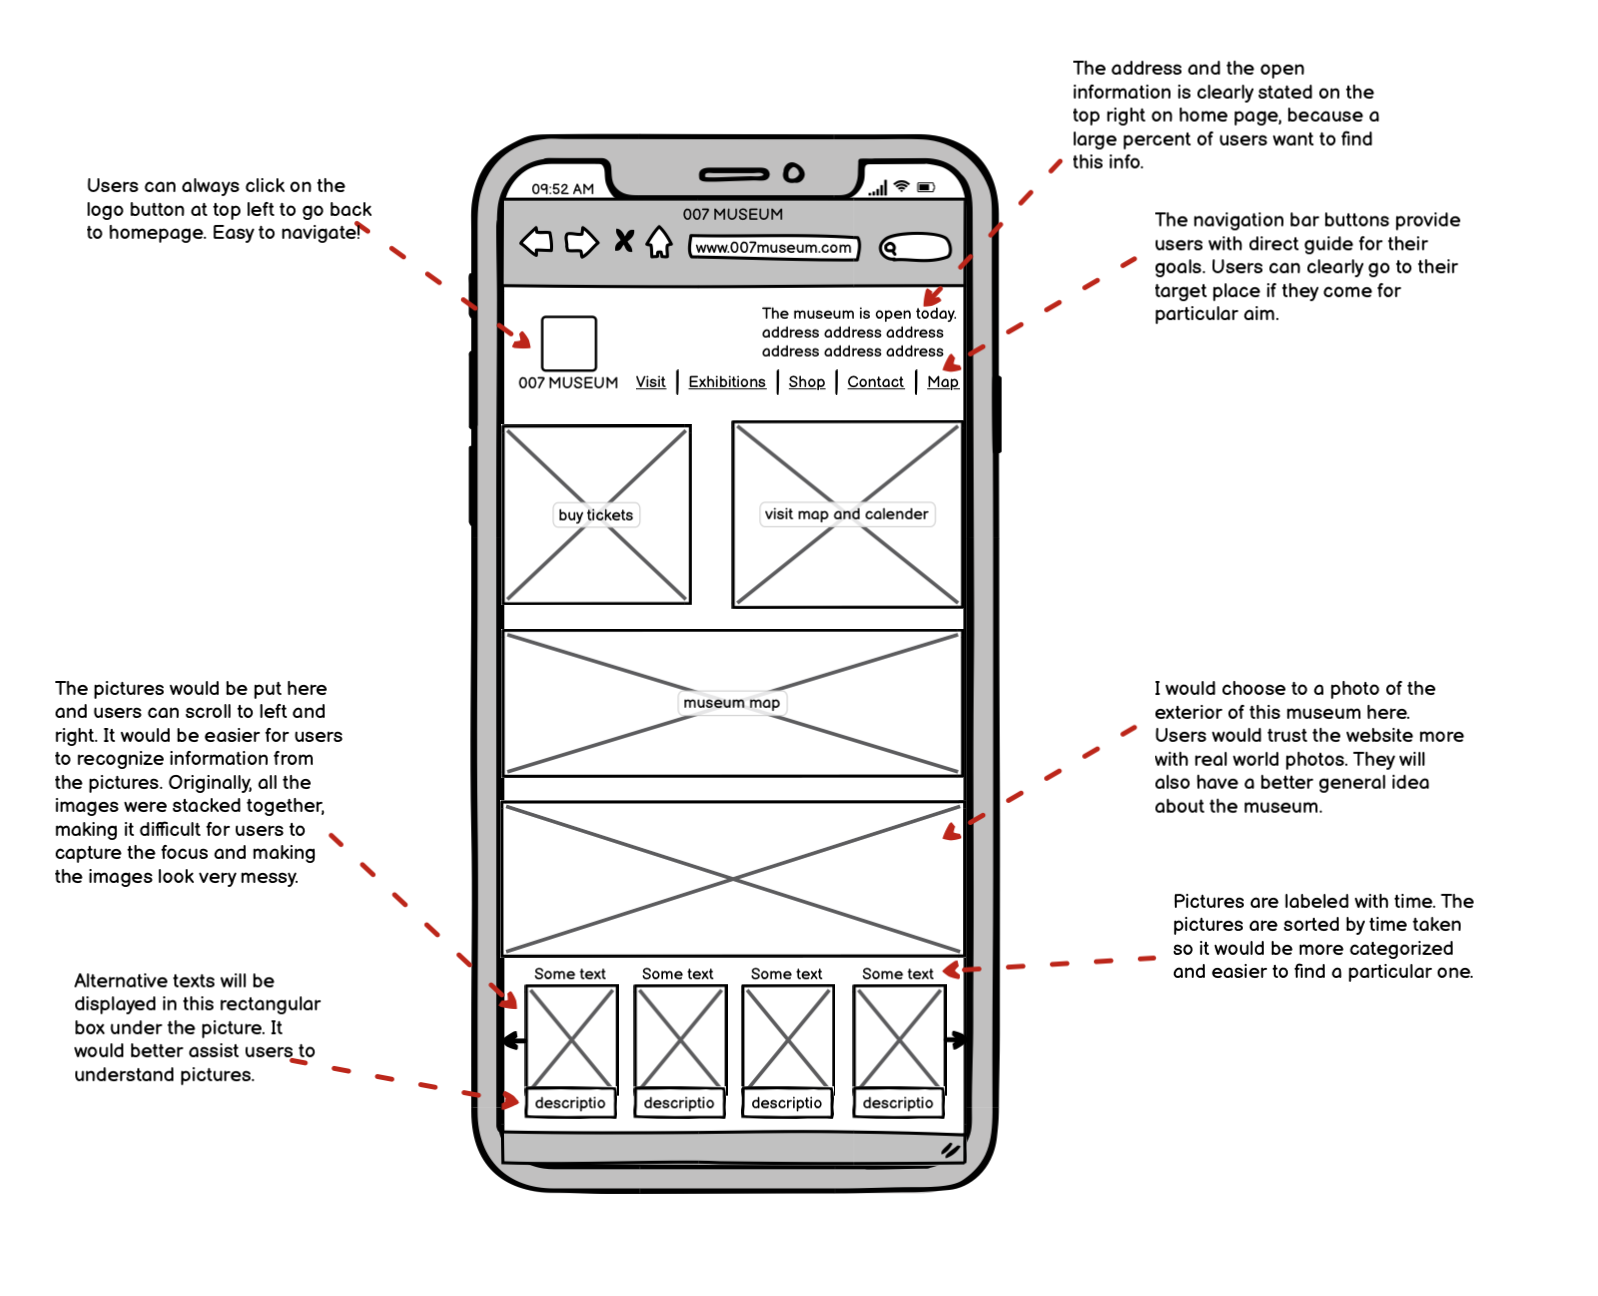 The address and the open
information is clearly stated on the
top right on home page, because a
large percent of users want to find
this info.
Users can always click on the
logo button at top left to go back
to homepage. Easy to navigate!
The navigation bar buttons provide
users with direct guide for their
goals. Users can clearly go to their
target place if they come for
particular aim.
09:52 AM
007 MUSEUM
www.007museum.com
The museum is open today.
address address address
address address address
007 MUSEUM
Visit Exhibitions Shop Contact Map
buy tickets
visit map and calender
museum map
The pictures would be put here
and users can scroll to left and
right. It would be easier for users
to recognize information from
the pictures. Originally, all the
images were stacked together,
making it difficult for users to
capture the focus and making
the images look very messy.
I would choose to a photo of the
exterior of this museum here.
Users would trust the website more
with real world photos. They will
also have a better general idea
about the museum.
Pictures are labeled with time. The
pictures are sorted by time taken
so it would be more categorized
and easier to find a particular one.
Alternative texts will be
displayed in this rectangular
box under the picture. It
would better assist users to
understand pictures.
Some text Some text Some text Some text
descriptio descriptio descriptio descriptio